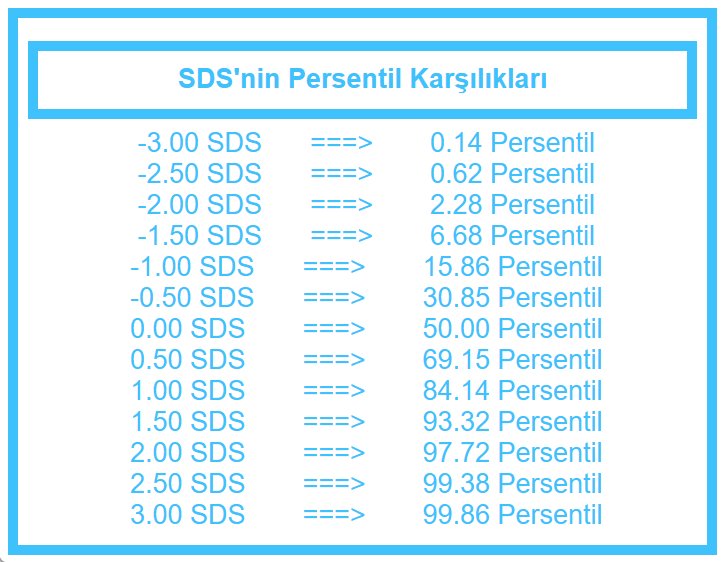 SDS'nin Persentil Karşılıkları
-3.00 SDS ===> 0.14 Persentil
-2.50 SDS ===> 0.62 Persentil
-2.00 SDS ===> 2.28 Persentil
-1.50 SDS ===> 6.68 Persentil
-1.00 SDS ===> 15.86 Persentil
-0.50 SDS ===> 30.85 Persentil
0.00 SDS ===> 50.00 Persentil
0.50 SDS ===> 69.15 Persentil
1.00 SDS ===> 84.14 Persentil
1.50 SDS ===> 93.32 Persentil
2.00 SDS ===> 97.72 Persentil
2.50 SDS ===> 99.38 Persentil
3.00 SDS ===> 99.86 Persentil